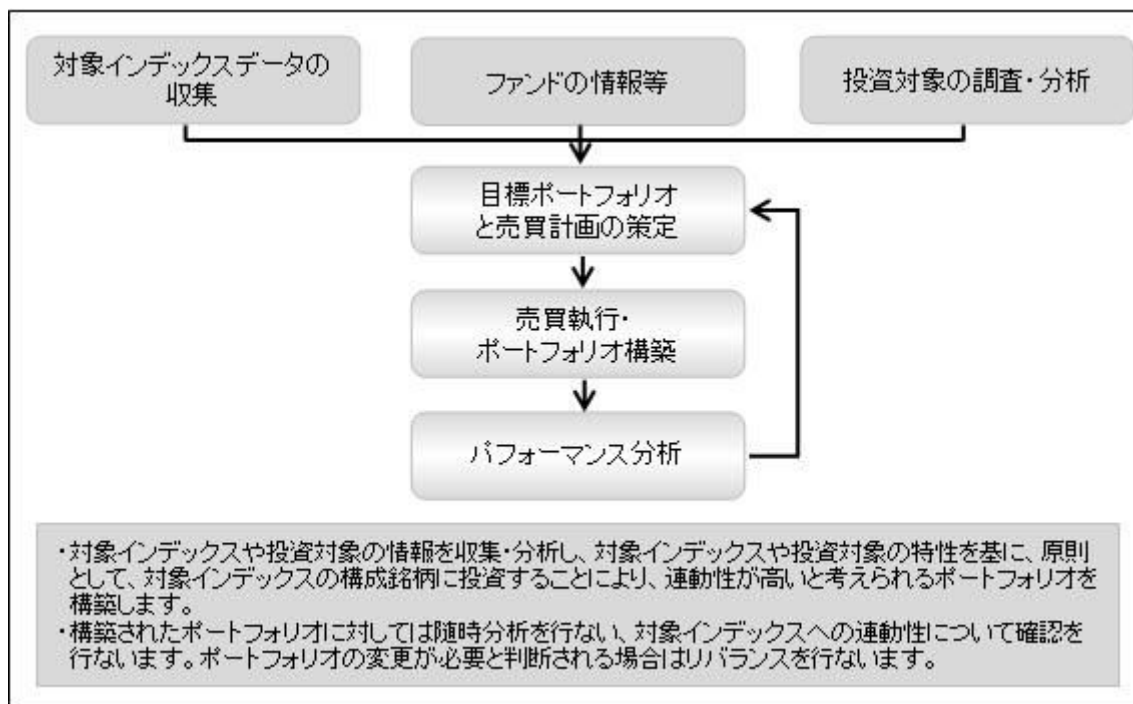 対象インデックスデータの
収集
ファンドの情報等
投資対象の調査・分析
目標ポートフォリオ
と売買計画の策定
売買執行・
ポートフォリオ構築
パフォーマンス分析
・対象インデックスや投資対象の情報を収集・分析し、対象インデックスや投資対象の特性を基に、原則
として、対象インデックスの構成銘柄に投資することにより、連動性が高いと考えられるポートフォリオを
構築します。
・構築されたポートフォリオに対しては随時分析を行ない、対象インデックスへの連動性について確認を
行ないます。ポートフォリオの変更が必要と判断される場合はリバランスを行ないます。